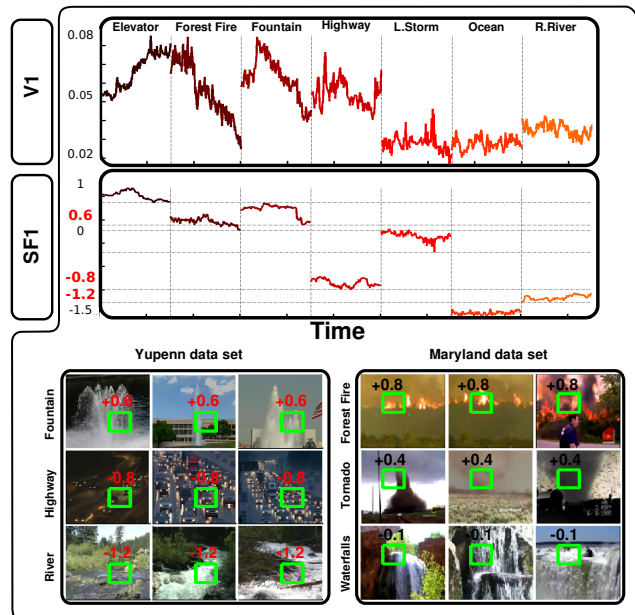 Elevator Forest Fire Fountain Highway L.Storm Ocean R.River
V1
0.08
0.05
0.02
SF1
1
0.6
0
-0.8
-1.2
-1.5
Time
Yupenn data set
Fountain
+0.6 +0.6 +0.6
Highway
-0.8 -0.8 -0.8
River
-1.2 -1.2 -1.2
Maryland data set
Forest Fire
+0.8 +0.8 +0.8
Tornado
+0.4 +0.4 +0.4
Waterfalls
-0.1 -0.1 -0.1